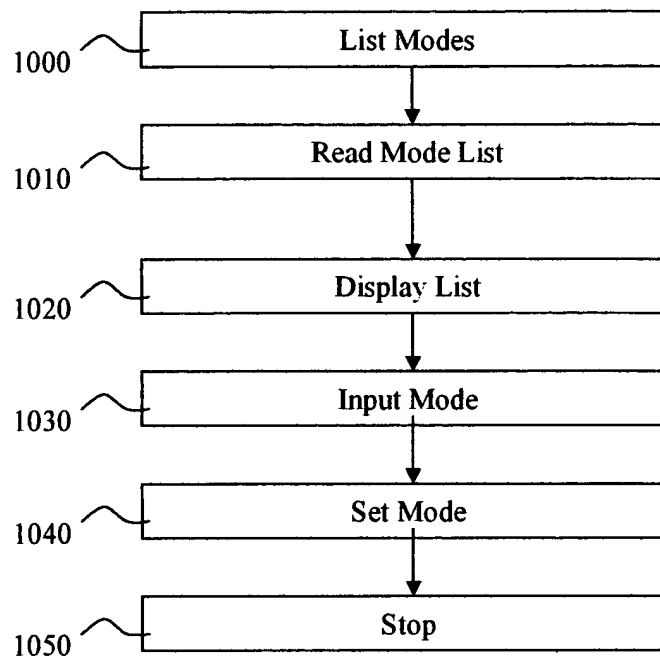 List Modes
1000
Read Mode List
1010
Display List
1020
Input Mode
1030
Set Mode
1040
Stop
1050